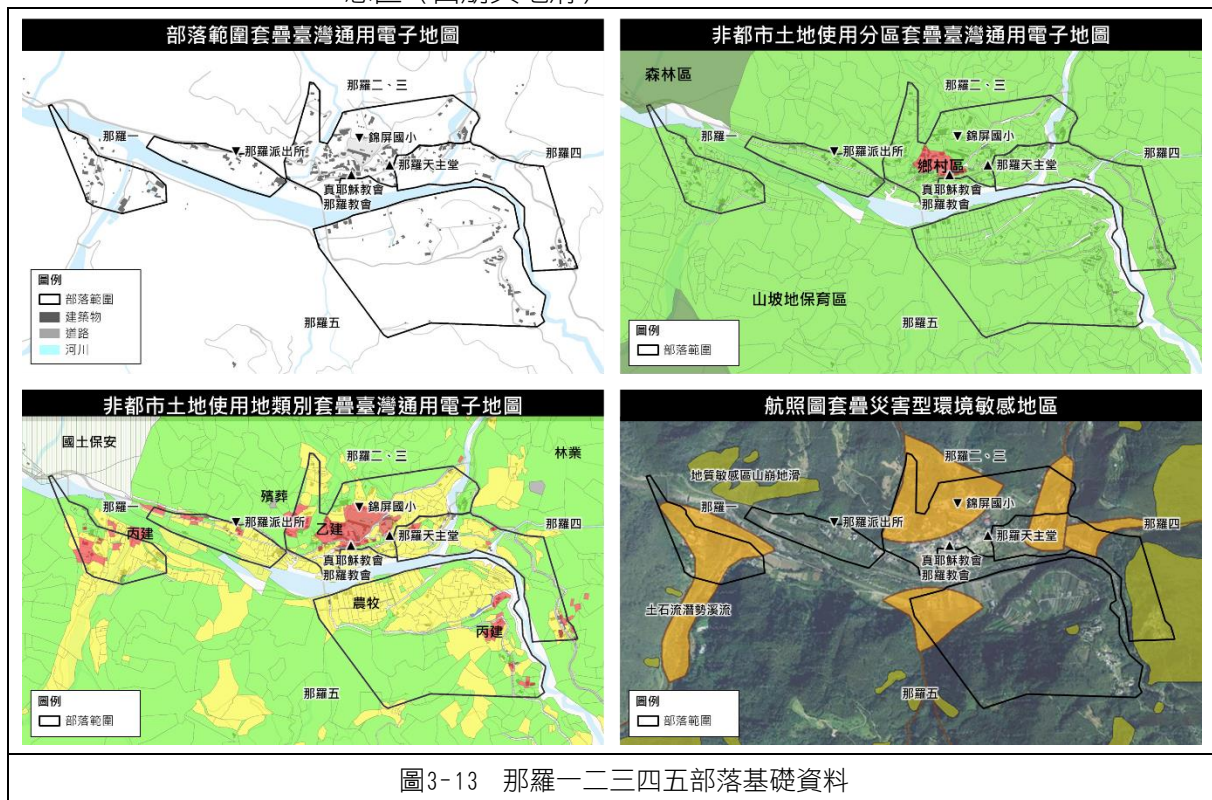 部落範圍套疊臺灣通用電子地圖
那羅二、三
那羅一
▼錦屏國小
▼那羅派出所
▲那羅天主堂
那羅四
真耶穌教會
那羅教會
那羅五
圖例
部落範圍
建築物
道路
河川
非都市土地使用分區套疊臺灣通用電子地圖
森林區
那羅二、三
那羅一
▼錦屏國小
▼那羅派出所
鄉村區
▲那羅天主堂
那羅四
真耶穌教會
那羅教會
山坡地保育區
那羅五
圖例
部落範圍
非都市土地使用地類別套疊臺灣通用電子地圖
國土保安
那羅二、三
林業
殯葬
那羅一
▼錦屏國小
▼那羅派出所
乙建
丙建
▲那羅天主堂
那羅四
真耶穌教會
那羅教會
農牧
丙建
那羅五
圖例
部落範圍
航照圖套疊災害型環境敏感地區
那羅二、三
地質敏感區山崩地滑
那羅一
▼錦屏國小
▼那羅派出所
▲那羅天主堂
那羅四
真耶穌教會
那羅教會
土石流潛勢溪流
那羅五
圖例
部落範圍
圖3-13 那羅一二三四五部落基礎資料